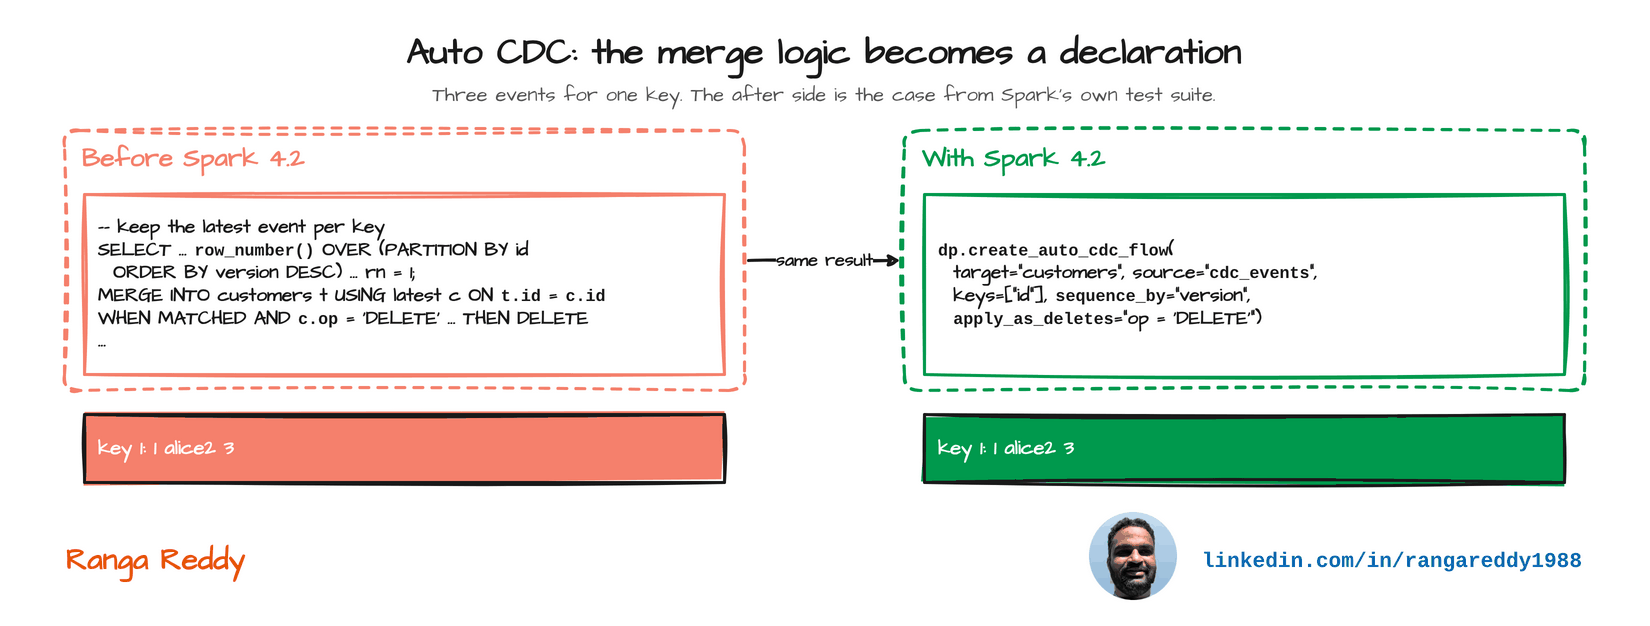 Auto CDC: the merge logic becomes a declaration
Three events for one key. The after side is the case from Spark's own test suite.
Before Spark 4.2
-- keep the latest event per key
SELECT … row_number() OVER (PARTITION BY id
ORDER BY version DESC) … rn = 1;
MERGE INTO customers t USING latest c ON t.id = c.id
WHEN MATCHED AND c.op = 'DELETE' … THEN DELETE
…
key 1: 1 alice2 3
same result
With Spark 4.2
dp.create_auto_cdc_flow(
target="customers", source="cdc_events",
keys=["id"], sequence_by="version",
apply_as_deletes="op = 'DELETE'")
key 1: 1 alice2 3
Ranga Reddy
linkedin.com/in/rangareddy1988